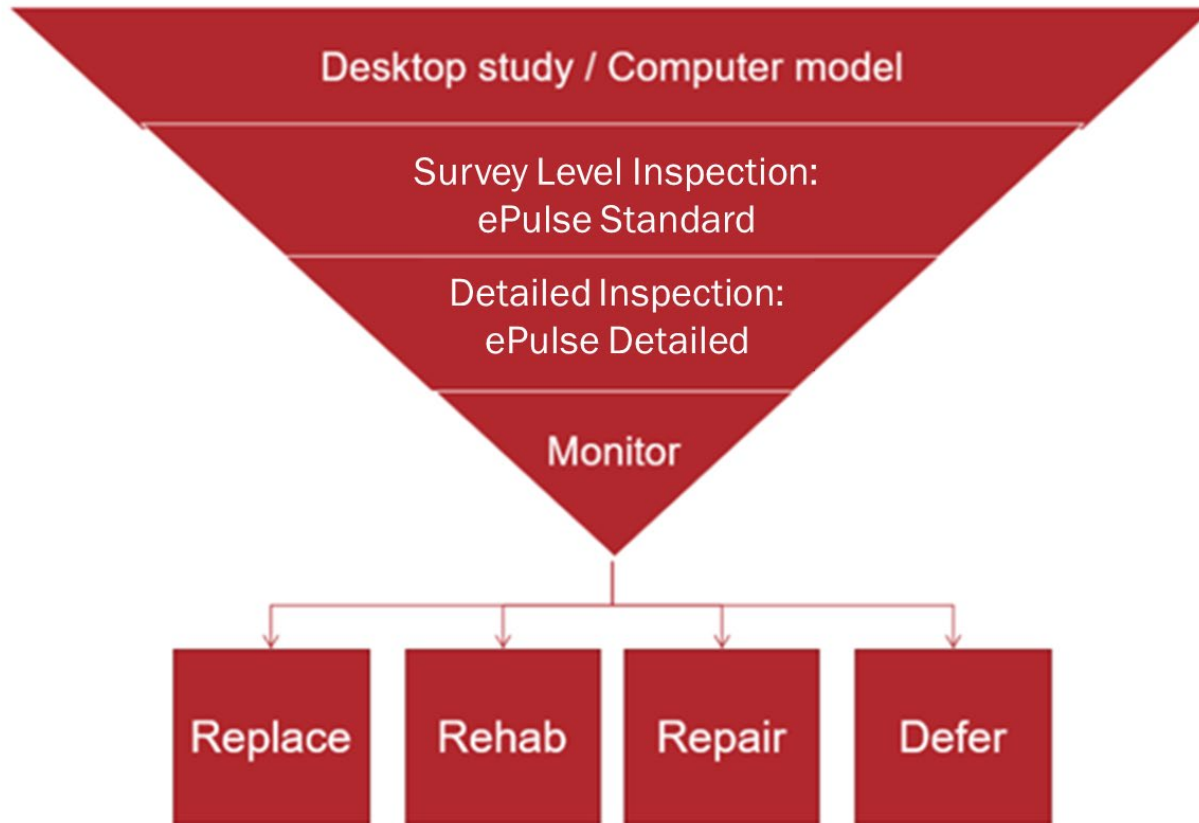 Desktop study / Computer model
Survey Level Inspection:
ePulse Standard
Detailed Inspection:
ePulse Detailed
Monitor
Replace
Rehab
Repair
Defer